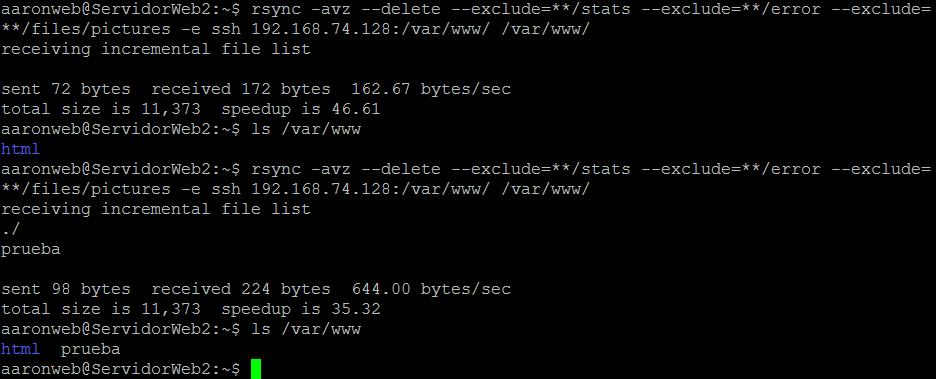 aaronweb@ServidorWeb2:~$ rsync -avz --delete --exclude=**/stats --exclude=**/error --exclude=
**/files/pictures -e ssh 192.168.74.128:/var/www/ /var/www/
receiving incremental file list

sent 72 bytes  received 172 bytes  162.67 bytes/sec
total size is 11,373  speedup is 46.61
aaronweb@ServidorWeb2:~$ ls /var/www
html
aaronweb@ServidorWeb2:~$ rsync -avz --delete --exclude=**/stats --exclude=**/error --exclude=
**/files/pictures -e ssh 192.168.74.128:/var/www/ /var/www/
receiving incremental file list
./
prueba

sent 98 bytes  received 224 bytes  644.00 bytes/sec
total size is 11,373  speedup is 35.32
aaronweb@ServidorWeb2:~$ ls /var/www
html  prueba
aaronweb@ServidorWeb2:~$